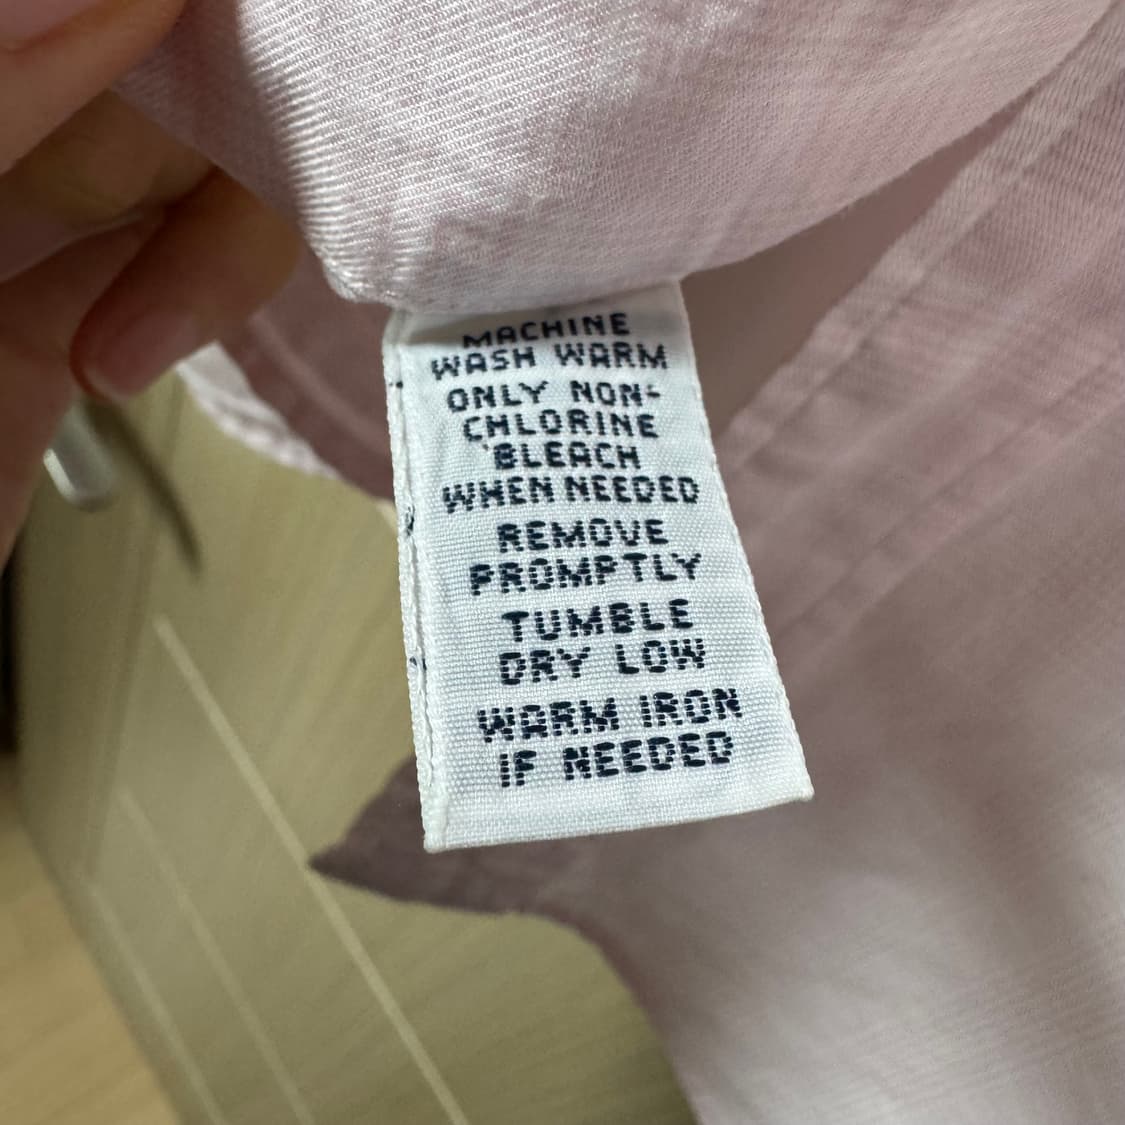 MACHINE
WASH WARM
ONLY NON-
CHLORINE
BLEACH
WHEN NEEDED
REMOVE
PROMPTLY
TUMBLE
DRY LOW
WARM IRON
IF NEEDED